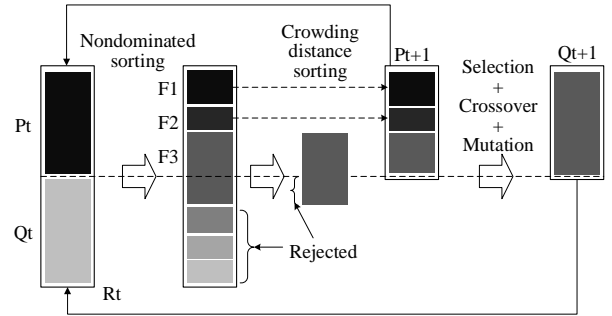 Nondominated
sorting
Crowding
distance
sorting
Pt+1
Qt+1
Selection
+
Crossover
+
Mutation
F1
F2
F3
Pt
Qt
Rt
Rejected